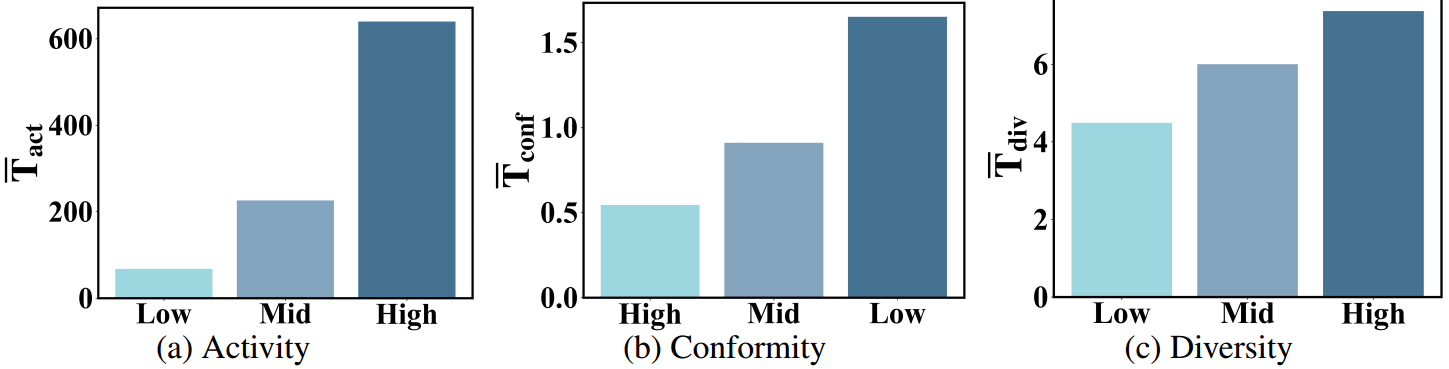 600
400
200
0
T̅act
Low Mid High
(a) Activity
1.5
1.0
0.5
0.0
T̅conf
High Mid Low
(b) Conformity
6
4
2
0
T̅div
Low Mid High
(c) Diversity